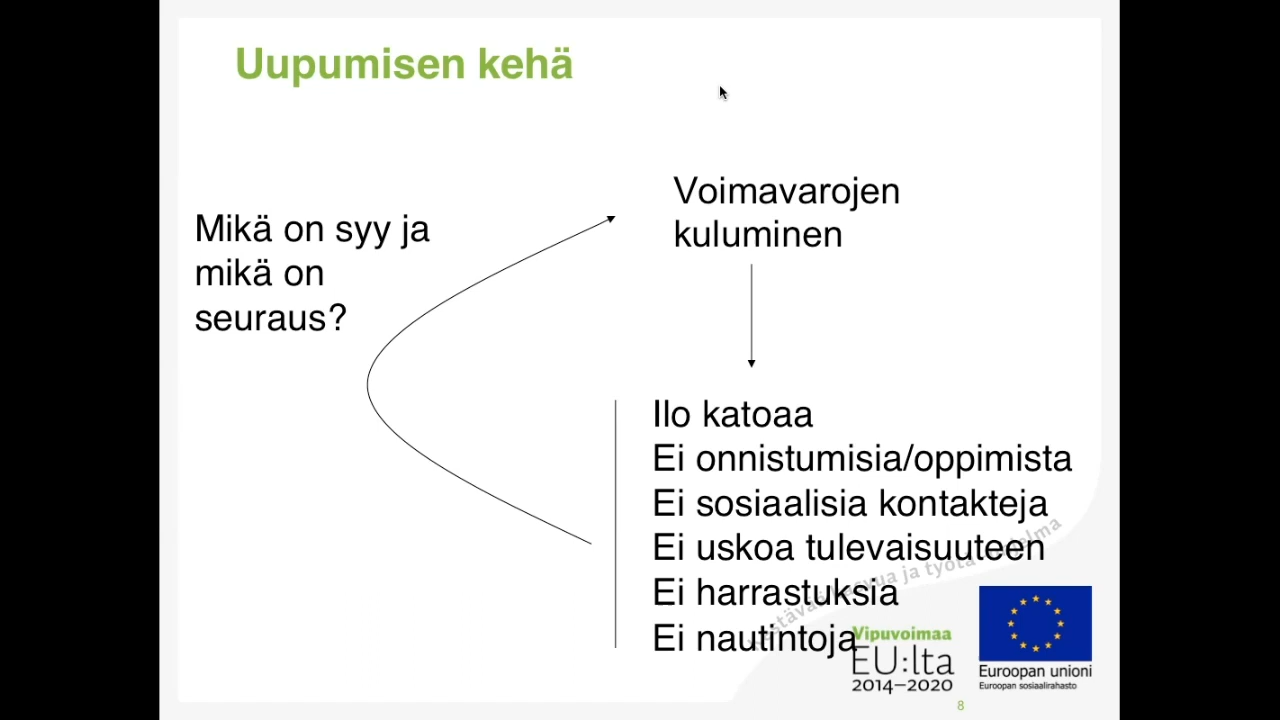 Uupumisen kehä
Mikä on syy ja
mikä on
seuraus?
Voimavarojen
kuluminen
Ilo katoaa
Ei onnistumisia/oppimista
Ei sosiaalisia kontakteja
Ei uskoa tulevaisuuteen
Ei harrastuksia
Ei nautintoja
Vipuvoimaa
EU:lta
2014–2020
Euroopan unioni
Euroopan sosiaalirahasto
8